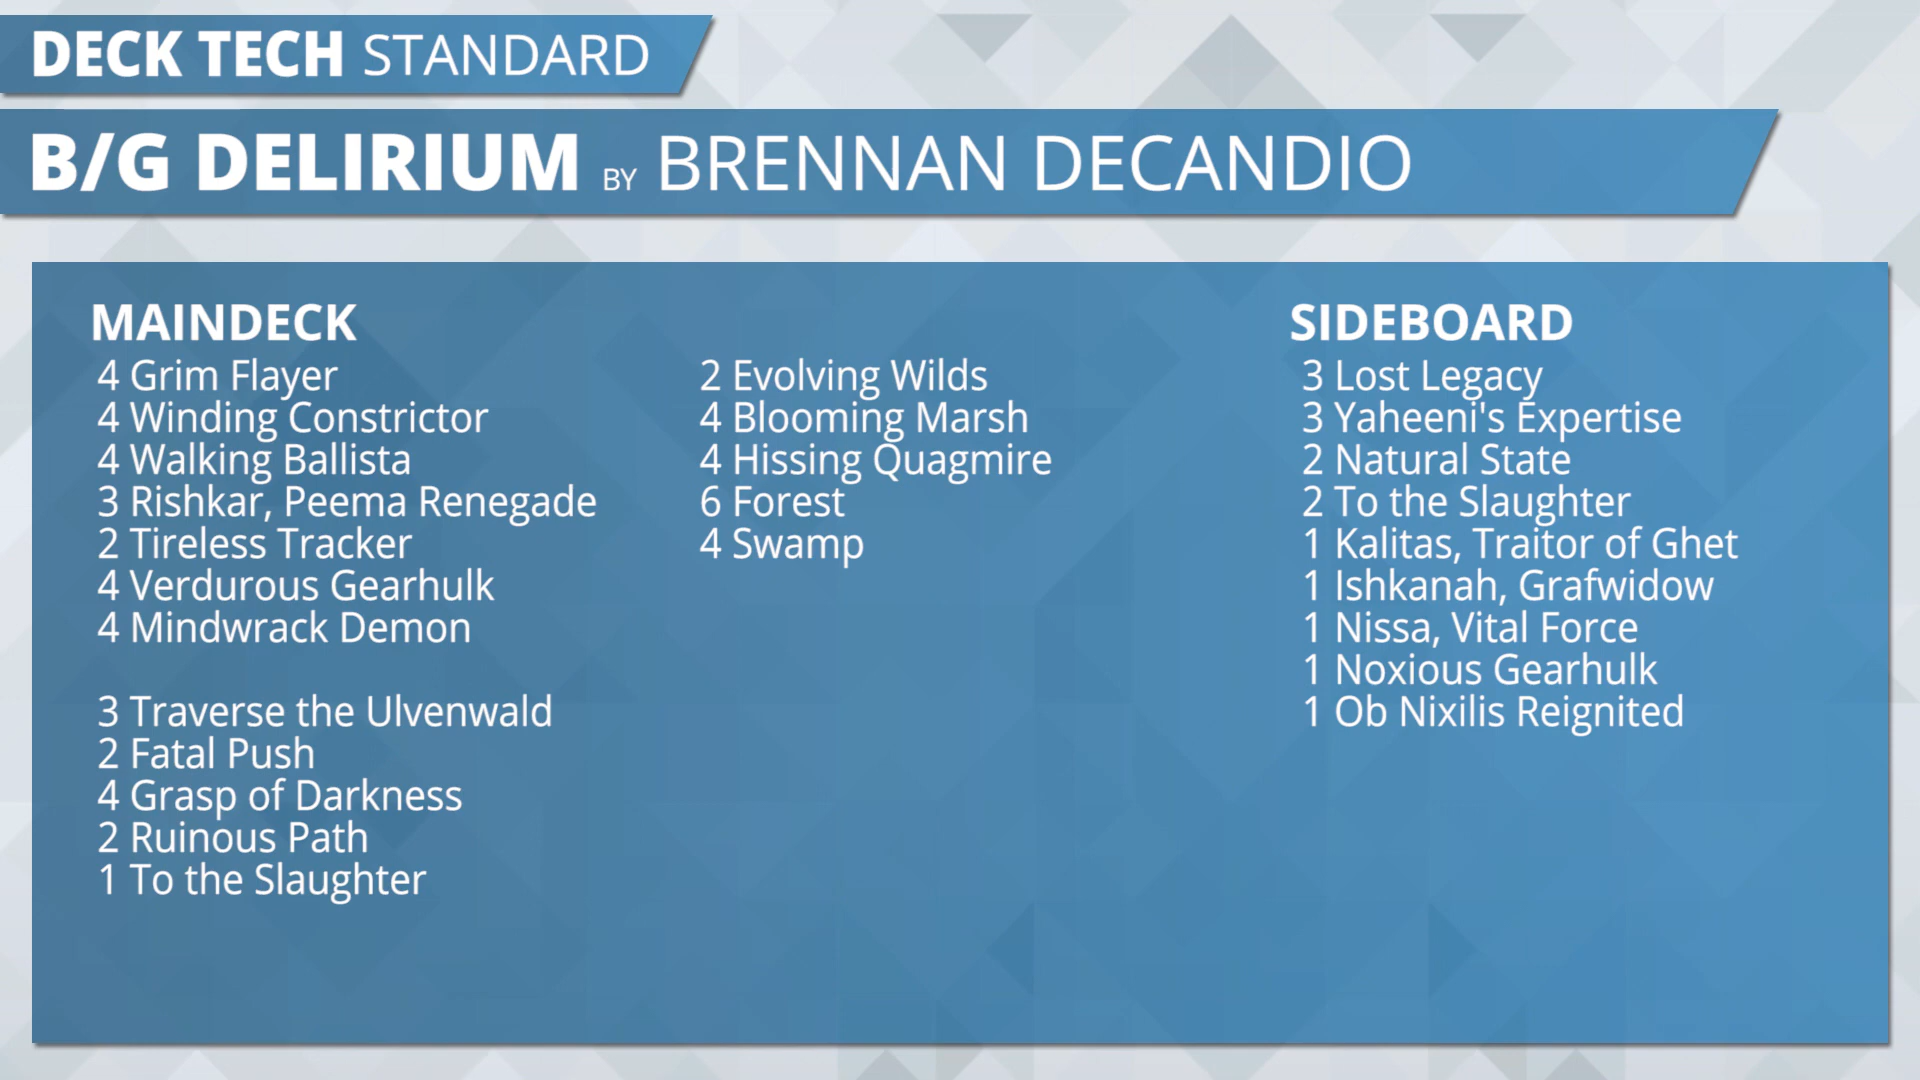 DECK TECH STANDARD
B/G DELIRIUM BY BRENNAN DECANDIO
MAINDECK
4 Grim Flayer
4 Winding Constrictor
4 Walking Ballista
3 Rishkar, Peema Renegade
2 Tireless Tracker
4 Verdurous Gearhulk
4 Mindwrack Demon
3 Traverse the Ulvenwald
2 Fatal Push
4 Grasp of Darkness
2 Ruinous Path
1 To the Slaughter
2 Evolving Wilds
4 Blooming Marsh
4 Hissing Quagmire
6 Forest
4 Swamp
SIDEBOARD
3 Lost Legacy
3 Yaheeni's Expertise
2 Natural State
2 To the Slaughter
1 Kalitas, Traitor of Ghet
1 Ishkanah, Grafwidow
1 Nissa, Vital Force
1 Noxious Gearhulk
1 Ob Nixilis Reignited